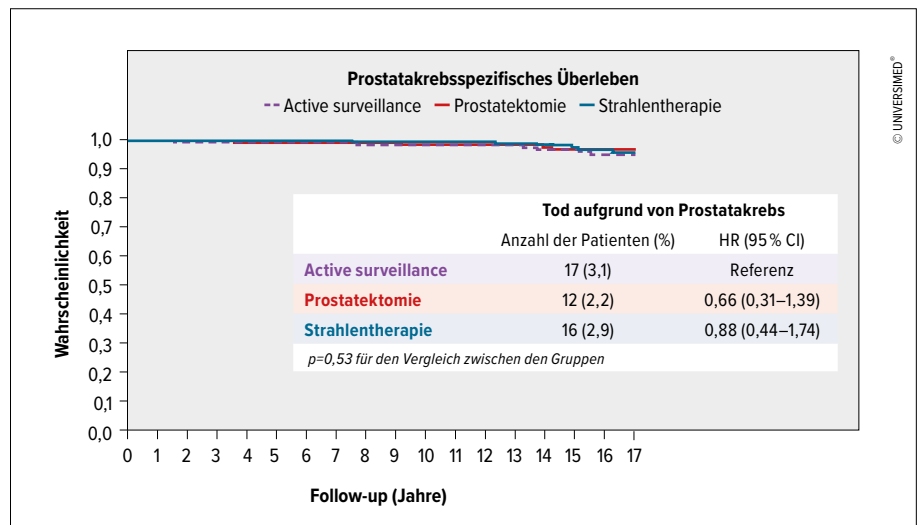 © UNIVERSIMED®
Prostatakrebsspezifisches Überleben
Active surveillance Prostatektomie Strahlentherapie
Wahrscheinlichkeit
1,0
0,9
0,8
0,7
0,6
0,5
0,4
0,3
0,2
0,1
0,0
Tod aufgrund von Prostatakrebs
Anzahl der Patienten (%) HR (95 % CI)
Active surveillance 17 (3,1) Referenz
Prostatektomie 12 (2,2) 0,66 (0,31–1,39)
Strahlentherapie 16 (2,9) 0,88 (0,44–1,74)
p=0,53 für den Vergleich zwischen den Gruppen
0 1 2 3 4 5 6 7 8 9 10 11 12 13 14 15 16 17
Follow-up (Jahre)